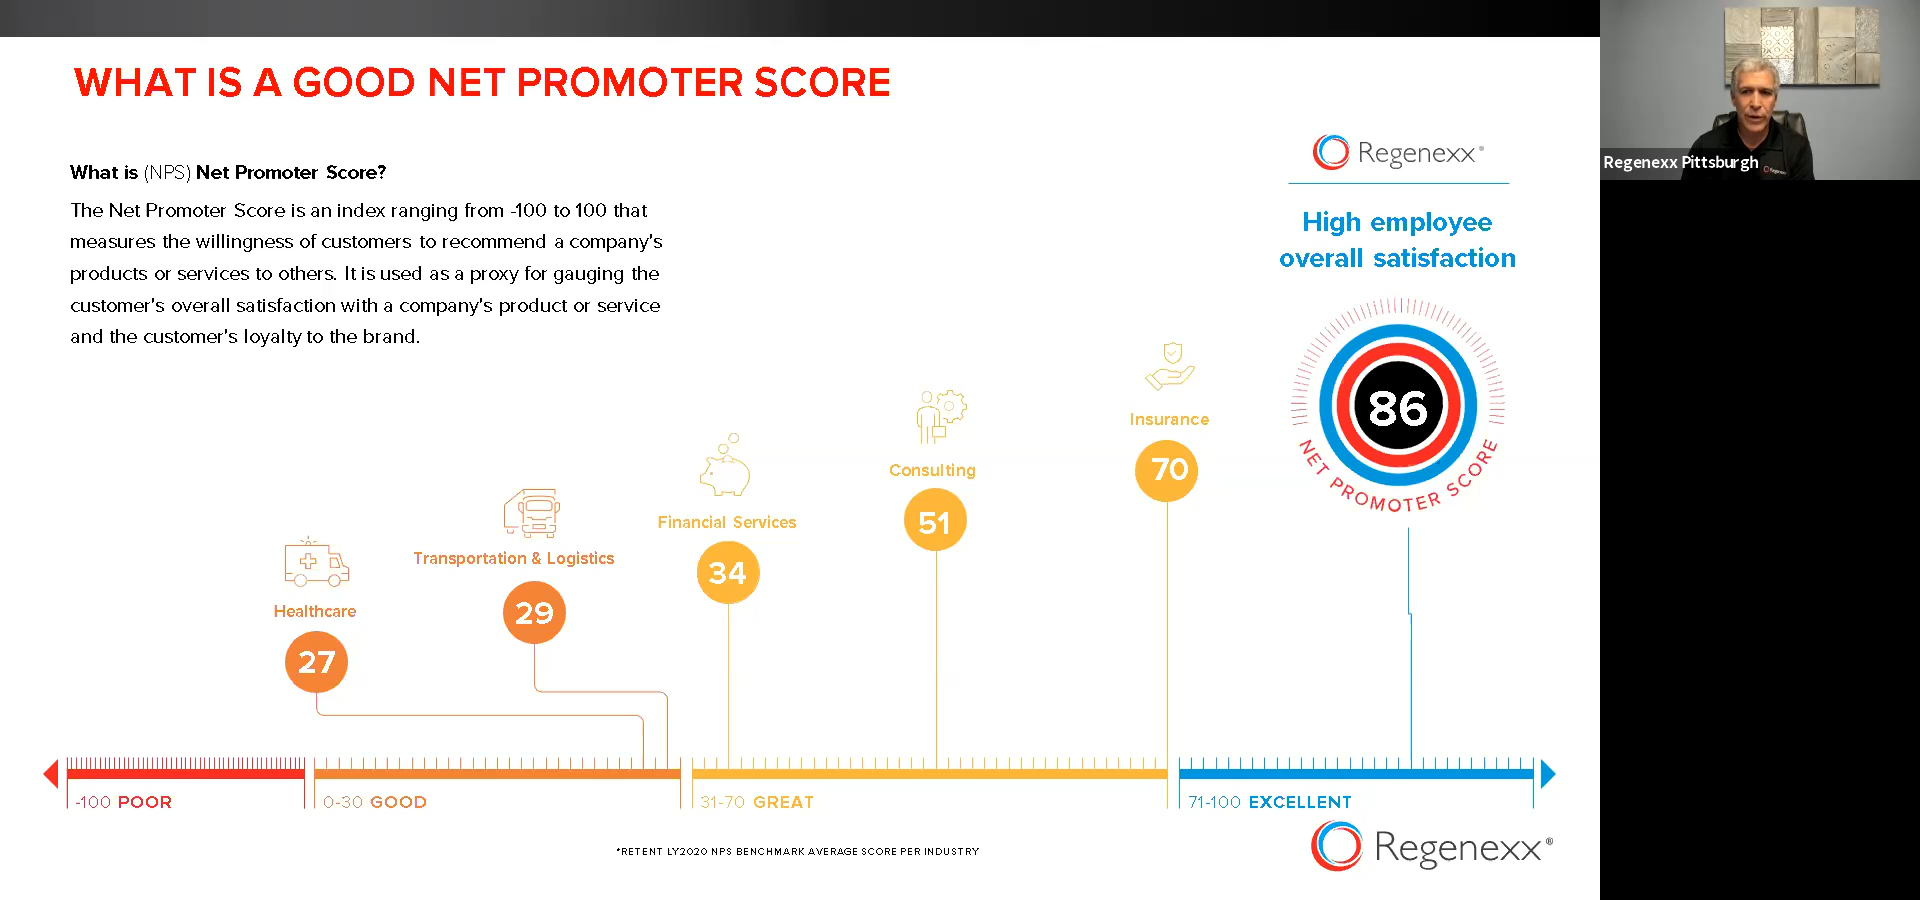 WHAT IS A GOOD NET PROMOTER SCORE
Regenexx®
Regenexx Pittsburgh
What is (NPS) Net Promoter Score?
The Net Promoter Score is an index ranging from -100 to 100 that
measures the willingness of customers to recommend a company's
products or services to others. It is used as a proxy for gauging the
customer's overall satisfaction with a company's product or service
and the customer's loyalty to the brand.
High employee
overall satisfaction
86
NET PROMOTER SCORE
Insurance
70
Consulting
51
Financial Services
34
Transportation & Logistics
29
Healthcare
27
-100 POOR
0-30 GOOD
31-70 GREAT
71-100 EXCELLENT
*RETENT LY2020 NPS BENCHMARK AVERAGE SCORE PER INDUSTRY
Regenexx®